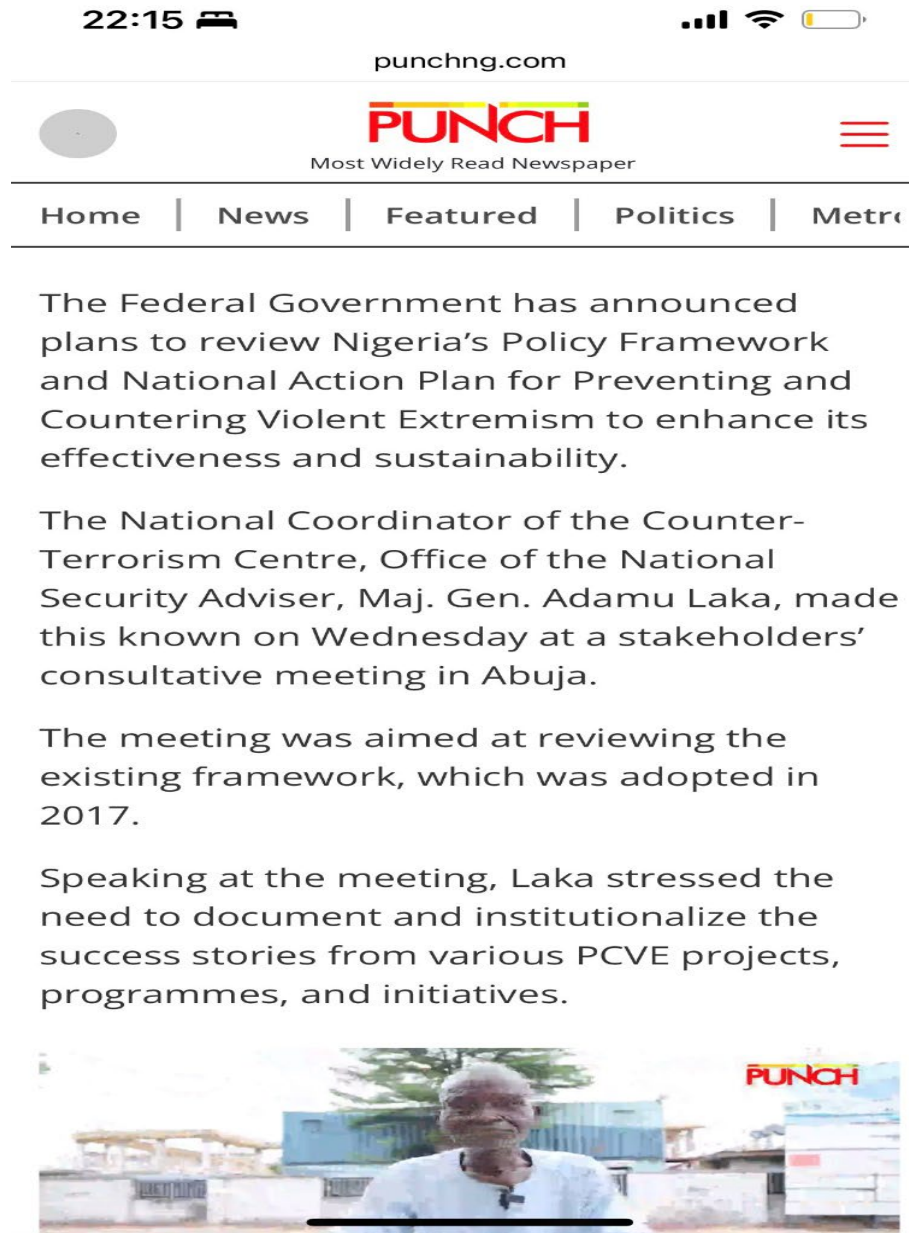 22:15
punchng.com
PUNCH
Most Widely Read Newspaper
Home | News | Featured | Politics | Metr
The Federal Government has announced
plans to review Nigeria’s Policy Framework
and National Action Plan for Preventing and
Countering Violent Extremism to enhance its
effectiveness and sustainability.
The National Coordinator of the Counter-
Terrorism Centre, Office of the National
Security Adviser, Maj. Gen. Adamu Laka, made
this known on Wednesday at a stakeholders’
consultative meeting in Abuja.
The meeting was aimed at reviewing the
existing framework, which was adopted in
2017.
Speaking at the meeting, Laka stressed the
need to document and institutionalize the
success stories from various PCVE projects,
programmes, and initiatives.
PUNCH